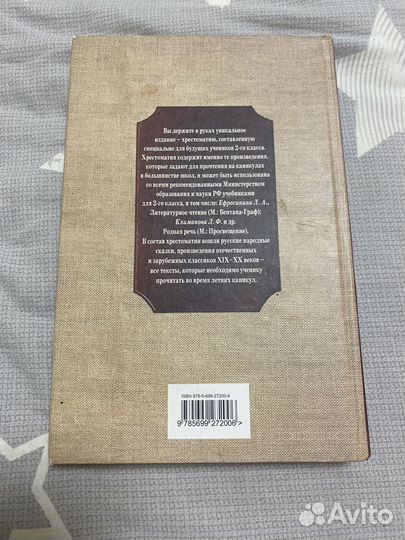 Вы держите в руках уникальное
издание – хрестоматию, составленную
специально для будущих учеников 2-го класса.
Хрестоматия содержит именно те произведения,
которые задают для прочтения на каникулах
в большинстве школ, и может быть использована
со всеми рекомендованными Министерством
образования и науки РФ учебниками
для 2-го класса, в том числе: Ефросинина Л. А.,
Литературное чтение (М.: Вентана-Граф);
Климанова Л. Ф. и др.
Родная речь (М.: Просвещение).
В состав хрестоматии вошли русские народные
сказки, произведения отечественных
и зарубежных классиков XIX–XX веков –
все тексты, которые необходимо ученику
прочитать во время летних каникул.
ISBN 978-5-699-27200-6
9 785699 272006 >
Avito